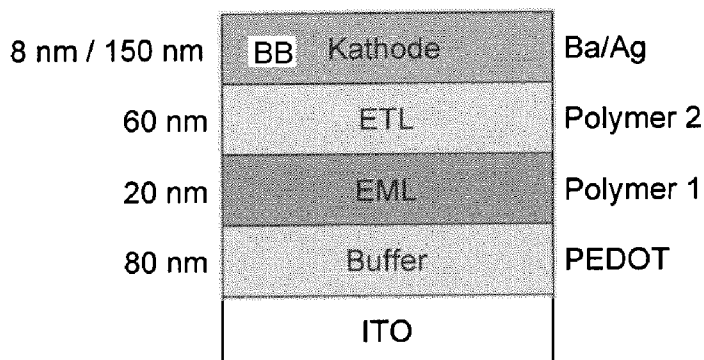 8 nm / 150 nm BB Kathode Ba/Ag
60 nm ETL Polymer 2
20 nm EML Polymer 1
80 nm Buffer PEDOT
ITO